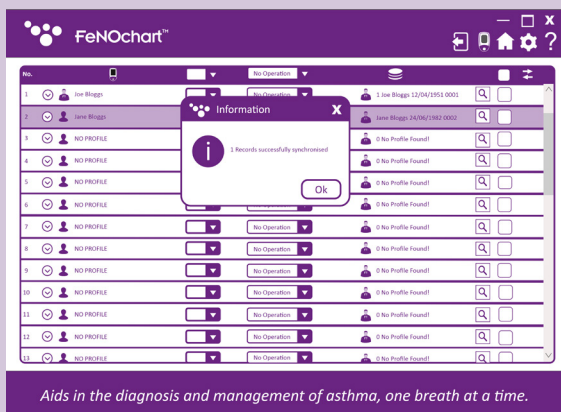 FeNOchart™
X
?
No. No Operation
1 Joe Bloggs No Operation 1 Joe Bloggs 12/04/1951 0001
2 Jane Bloggs Jane Bloggs 24/06/1982 0002
Information X
i 1 Records successfully synchronised
Ok
3 NO PROFILE 0 No Profile Found!
4 NO PROFILE 0 No Profile Found!
5 NO PROFILE 0 No Profile Found!
6 NO PROFILE No Operation 0 No Profile Found!
7 NO PROFILE No Operation 0 No Profile Found!
8 NO PROFILE No Operation 0 No Profile Found!
9 NO PROFILE No Operation 0 No Profile Found!
10 NO PROFILE No Operation 0 No Profile Found!
11 NO PROFILE No Operation 0 No Profile Found!
12 NO PROFILE No Operation 0 No Profile Found!
13 NO PROFILE No Operation 0 No Profile Found!
Aids in the diagnosis and management of asthma, one breath at a time.